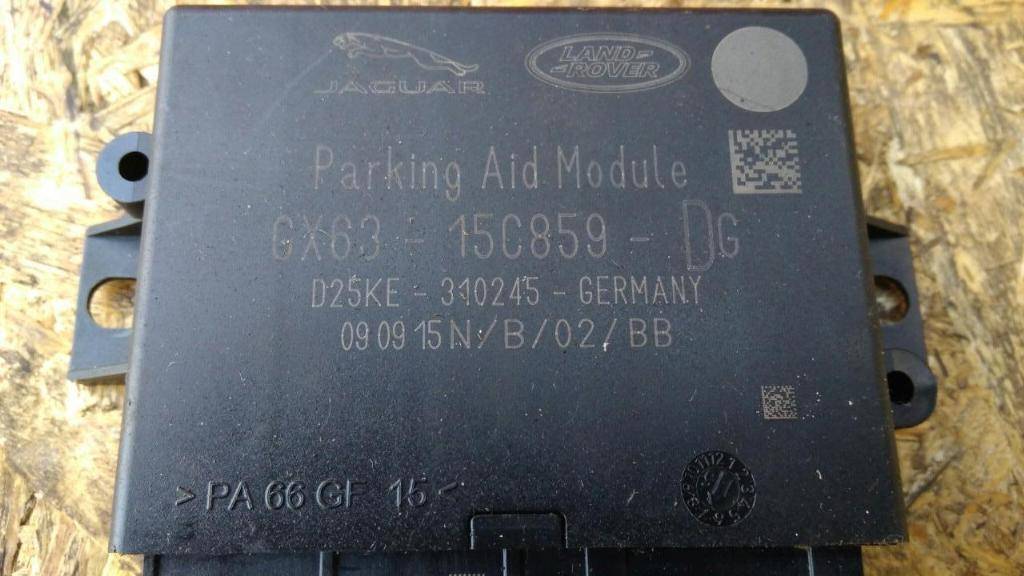 JAGUAR
LAND-
-ROVER
Parking Aid Module
GX63 - 15C859 - DG
D25KE - 310245 - GERMANY
09 09 15 N/B/02/BB
>PA 66 GF 15<